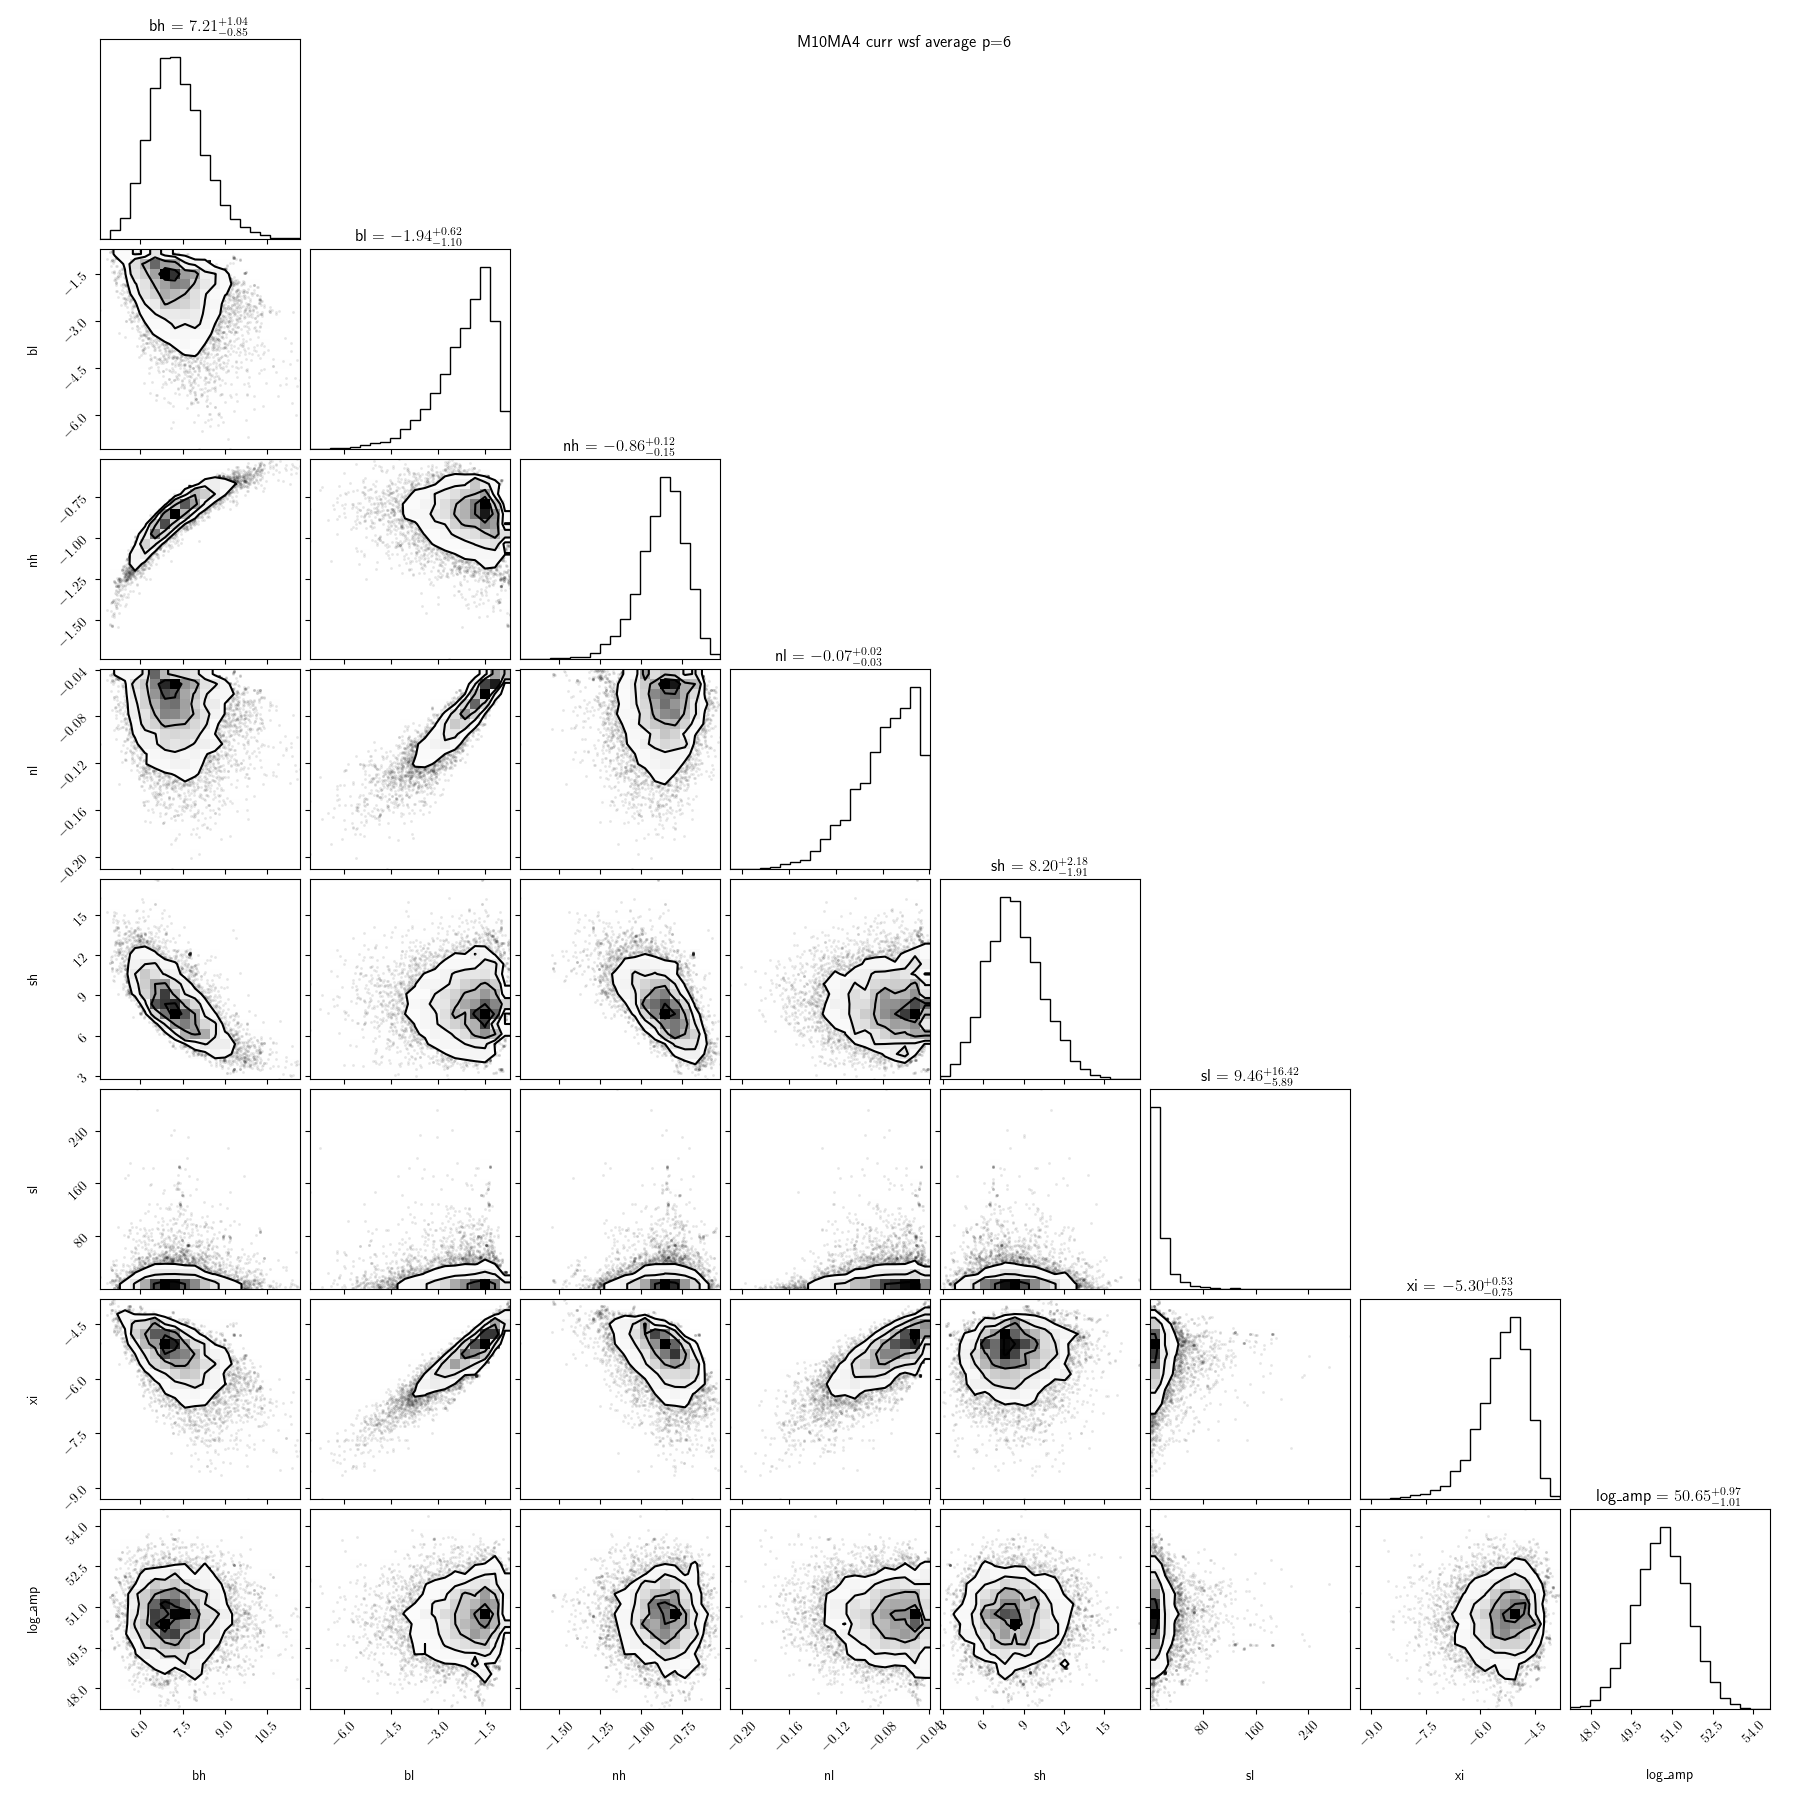 bh = 7.21^{+1.04}_{-0.85}
M10MA4 curr wsf average p=6
bl = −1.94^{+0.62}_{-1.10}
−1.5
−3.0
−4.5
−6.0
bl
nh = −0.86^{+0.12}_{-0.15}
−0.75
−1.00
−1.25
−1.50
nh
nl = −0.07^{+0.02}_{-0.03}
−0.04
−0.08
−0.12
−0.16
−0.20
nl
sh = 8.20^{+2.18}_{-1.91}
15
12
9
6
3
sh
sl = 9.46^{+16.42}_{-5.89}
240
160
80
sl
xi = −5.30^{+0.53}_{-0.75}
−4.5
−6.0
−7.5
−9.0
xi
log_amp = 50.65^{+0.97}_{-1.01}
54.0
52.5
51.0
49.5
48.0
log_amp
6.0 7.5 9.0 10.5 −6.0 −4.5 −3.0 −1.5 −1.50 −1.25 −1.00 −0.75 −0.20 −0.16 −0.12 −0.08 −0.04 3 6 9 12 15 80 160 240 −9.0 −7.5 −6.0 −4.5 48.0 49.5 51.0 52.5 54.0
bh bl nh nl sh sl xi log_amp